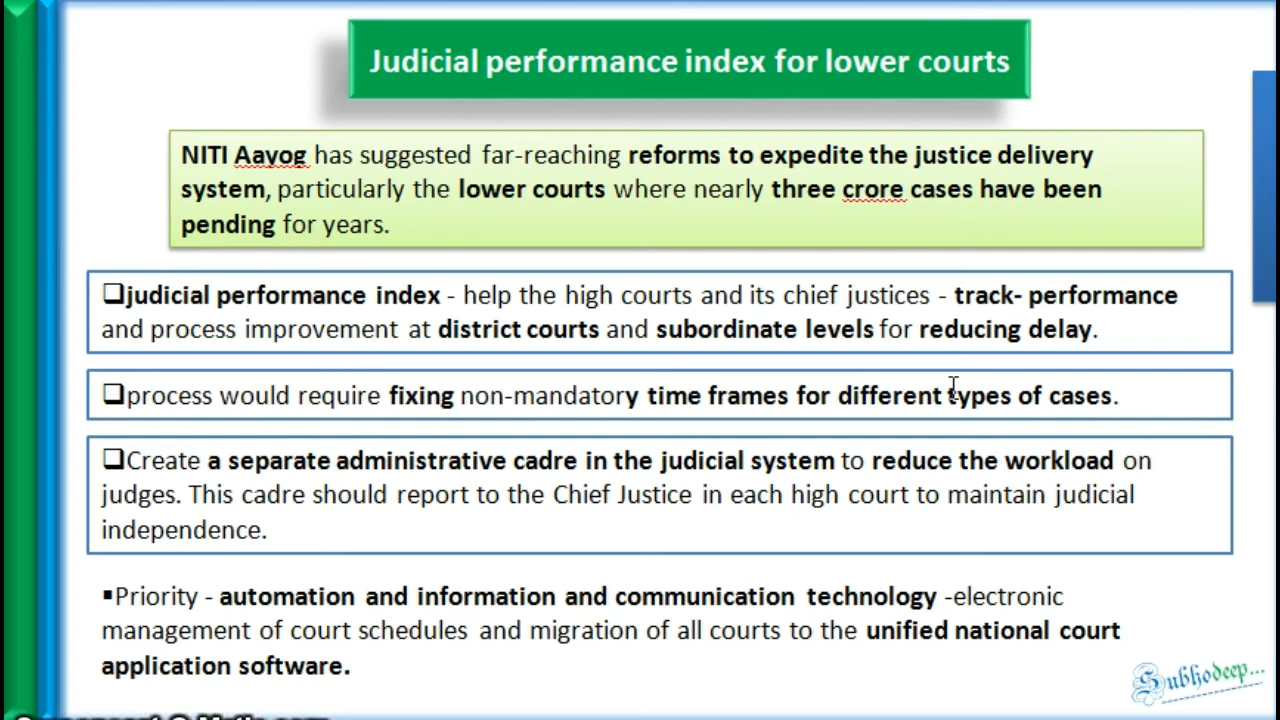 Judicial performance index for lower courts
NITI Aayog has suggested far-reaching reforms to expedite the justice delivery
system, particularly the lower courts where nearly three crore cases have been
pending for years.
❑judicial performance index - help the high courts and its chief justices - track- performance
and process improvement at district courts and subordinate levels for reducing delay.
❑process would require fixing non-mandatory time frames for different types of cases.
❑Create a separate administrative cadre in the judicial system to reduce the workload on
judges. This cadre should report to the Chief Justice in each high court to maintain judicial
independence.
▪Priority - automation and information and communication technology -electronic
management of court schedules and migration of all courts to the unified national court
application software.
Subhodeep...